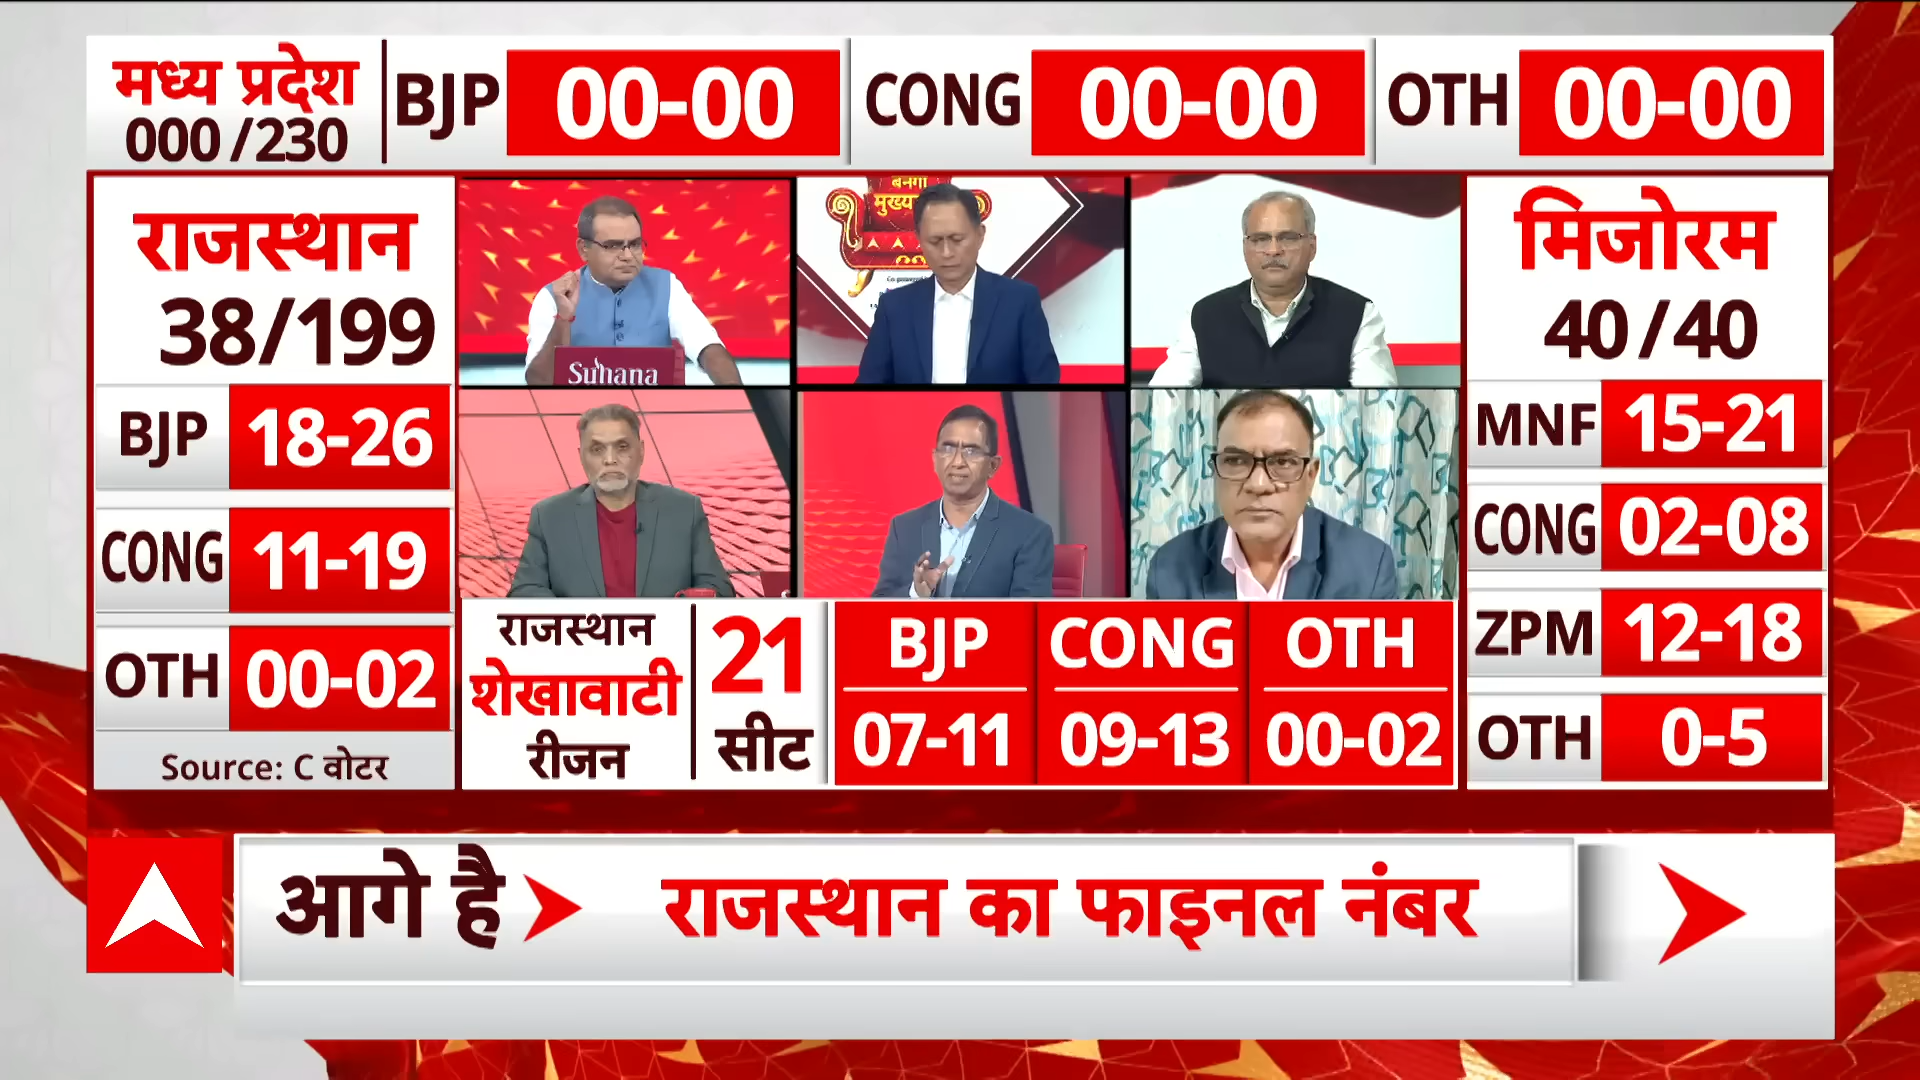 मध्य प्रदेश
000/230
BJP 00-00
CONG 00-00
OTH 00-00
राजस्थान
38/199
BJP 18-26
CONG 11-19
OTH 00-02
Source: C वोटर
बनेगा
Suhana
राजस्थान
शेखावाटी
रीजन
21
सीट
BJP CONG OTH
07-11 09-13 00-02
मिजोरम
40/40
MNF 15-21
CONG 02-08
ZPM 12-18
OTH 0-5
आगे है राजस्थान का फाइनल नंबर